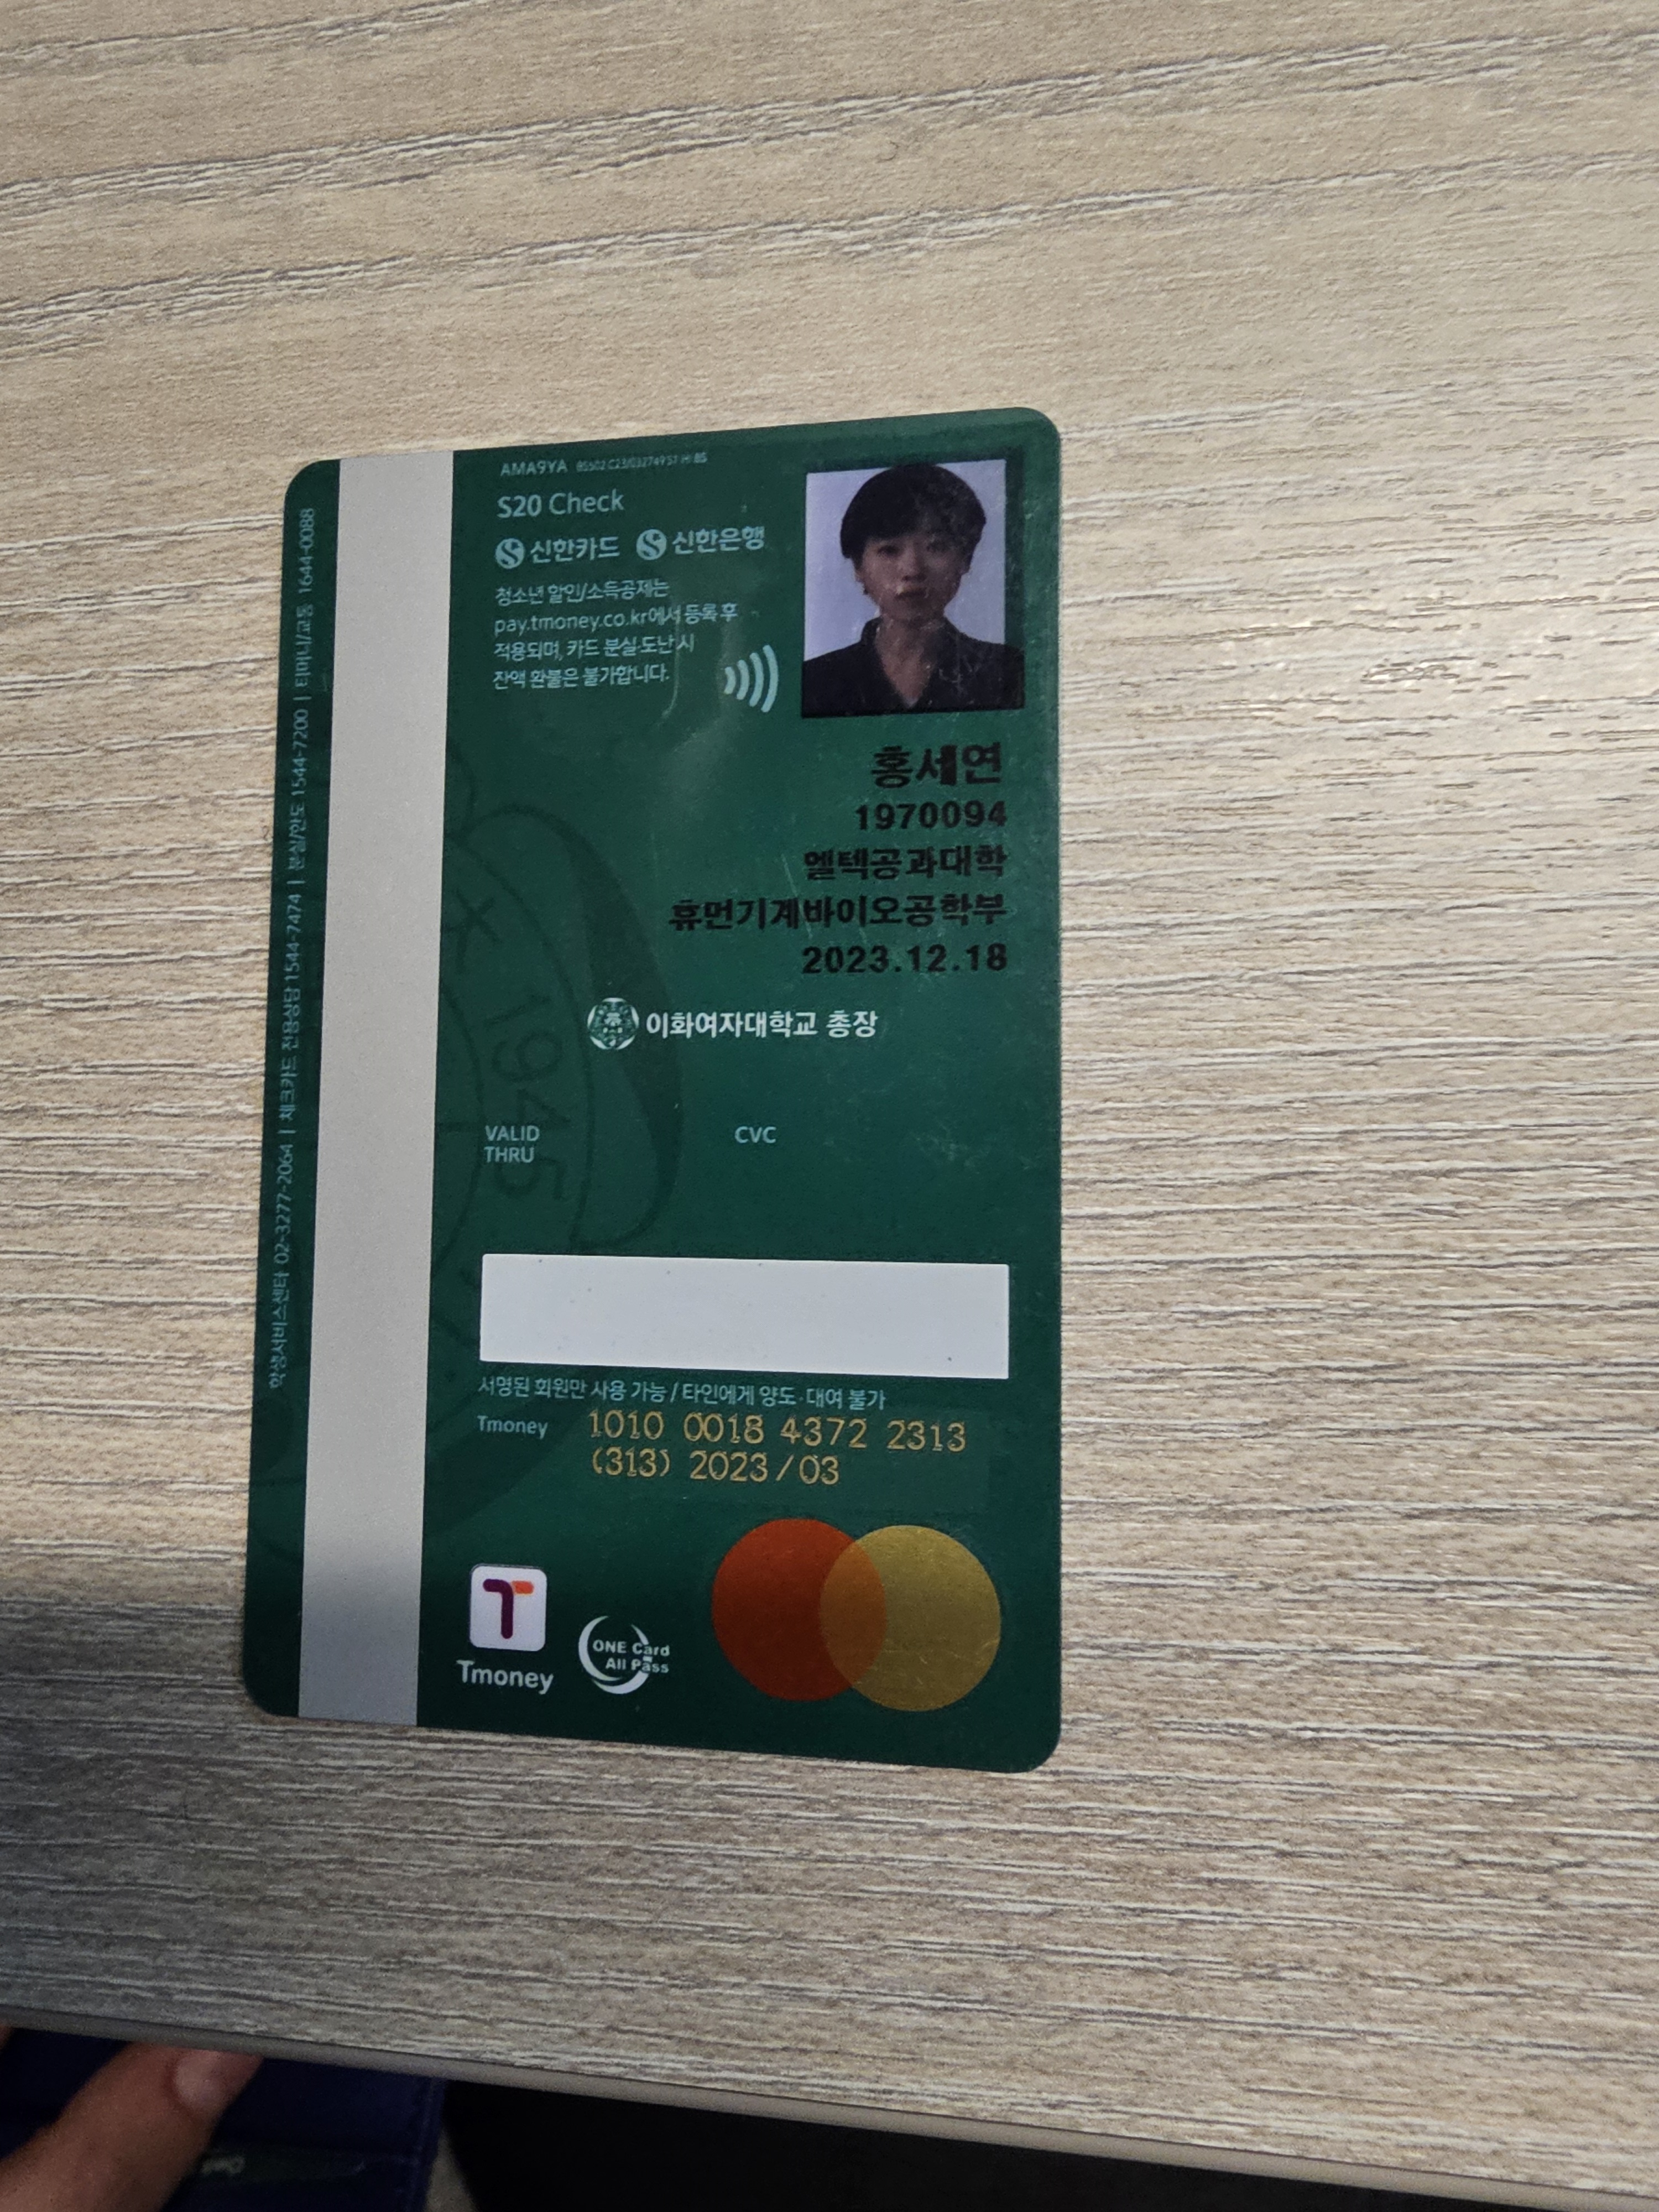 AMA9YA
S20 Check
신한카드 신한은행
청소년 할인/소득공제는
pay.tmoney.co.kr에서 등록 후
적용되며, 카드 분실·도난 시
잔액 환불은 불가합니다.
홍세연
1970094
엘텍공과대학
휴먼기계바이오공학부
2023.12.18
이화여자대학교 총장
1945
VALID
THRU
CVC
서명된 회원만 사용 가능 / 타인에게 양도·대여 불가
Tmoney 1010 0018 4372 2313
(313) 2023/03
Tmoney
ONE Card
All Pass
학생서비스센터 02-3277-2064 | 체크카드 전용상담 1544-7474 | 분실/한도 1544-7200 | 티머니/교통 1644-0088